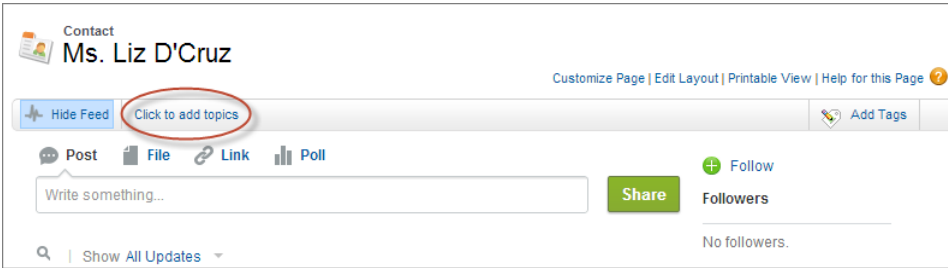 Contact
Ms. Liz D'Cruz
Customize Page | Edit Layout | Printable View | Help for this Page ?
Hide Feed Click to add topics Add Tags
Post File Link Poll
Follow
Write something... Share
Followers
No followers.
Show All Updates